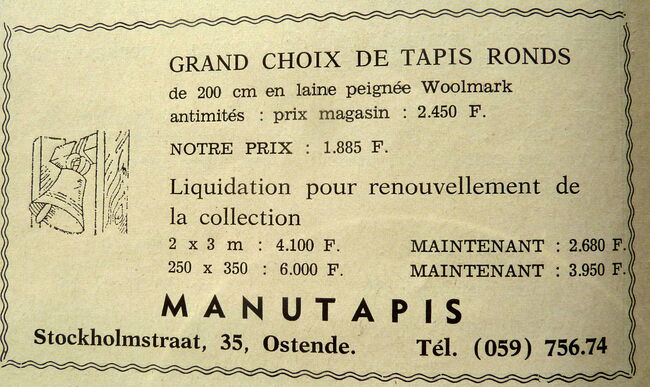 GRAND CHOIX DE TAPIS RONDS
de 200 cm en laine peignée Woolmark
antimités : prix magasin : 2.450 F.
NOTRE PRIX : 1.885 F.
Liquidation pour renouvellement de
la collection
2 x 3 m : 4.100 F. MAINTENANT : 2.680 F.
250 x 350 : 6.000 F. MAINTENANT : 3.950 F.
MANUTAPIS
Stockholmstraat, 35, Ostende. Tél. (059) 756.74